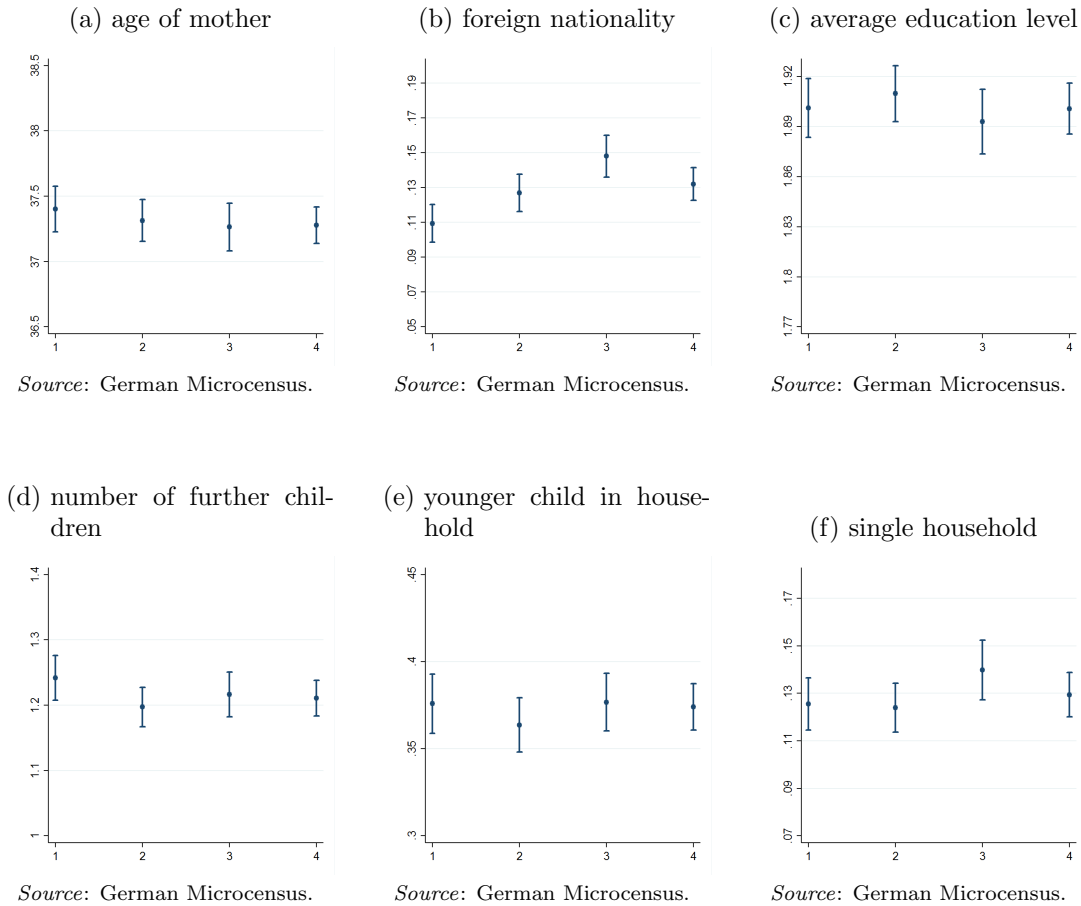 (a) age of mother
38.5
38
37.5
37
36.5
1 2 3 4
Source: German Microcensus.
(b) foreign nationality
.19
.17
.15
.13
.11
.09
.07
.05
1 2 3 4
Source: German Microcensus.
(c) average education level
1.92
1.89
1.86
1.83
1.8
1.77
1 2 3 4
Source: German Microcensus.
(d) number of further chil-
dren
1.4
1.3
1.2
1.1
1
1 2 3 4
Source: German Microcensus.
(e) younger child in house-
hold
.45
.4
.35
.3
1 2 3 4
Source: German Microcensus.
(f) single household
.17
.15
.13
.11
.09
.07
1 2 3 4
Source: German Microcensus.